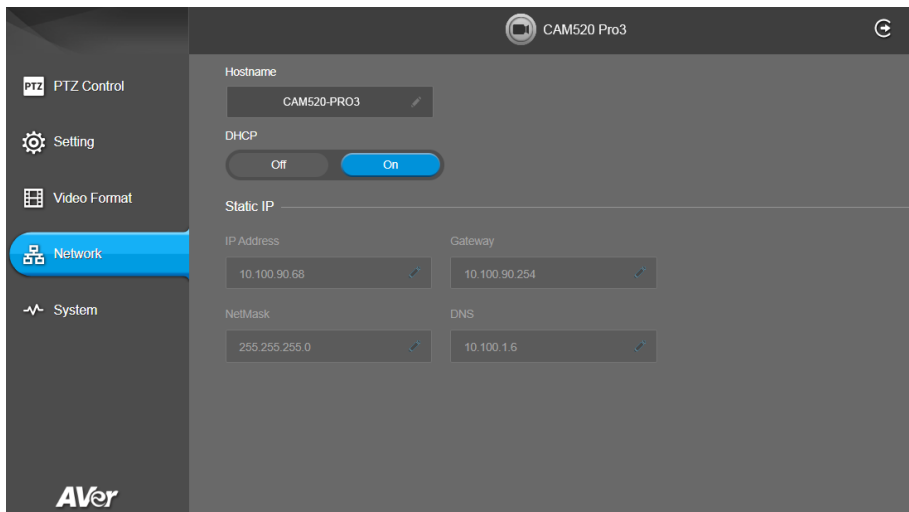 CAM520 Pro3
PTZ PTZ Control
Setting
Video Format
Network
System
AVer
Hostname
CAM520-PRO3
DHCP
Off On
Static IP
IP Address Gateway
10.100.90.68 10.100.90.254
NetMask DNS
255.255.255.0 10.100.1.6